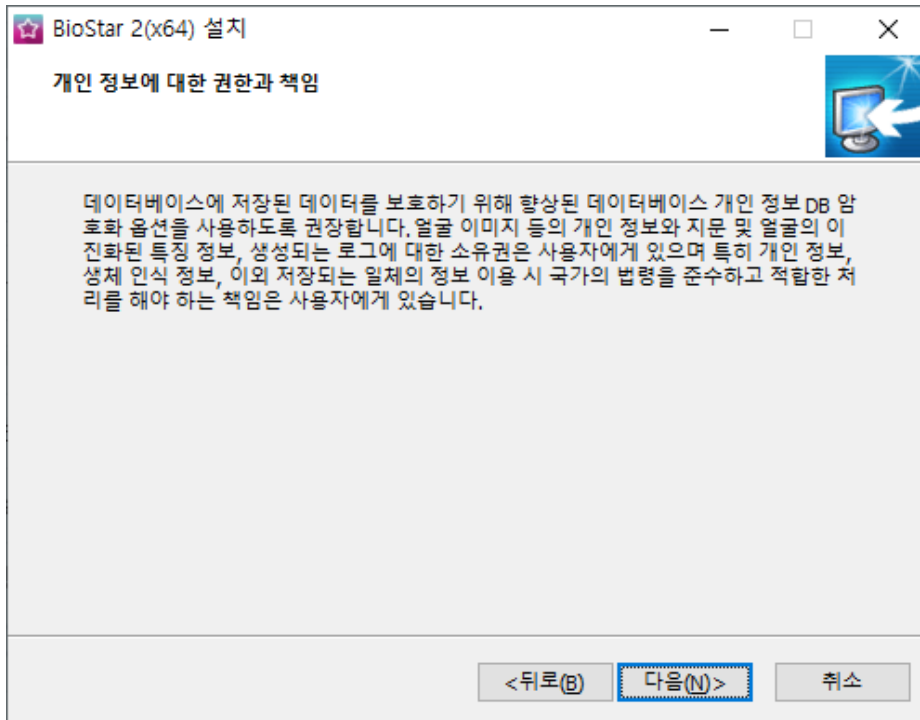 BioStar 2(x64) 설치
개인 정보에 대한 권한과 책임
데이터베이스에 저장된 데이터를 보호하기 위해 향상된 데이터베이스 개인 정보 DB 암
호화 옵션을 사용하도록 권장합니다.얼굴 이미지 등의 개인 정보와 지문 및 얼굴의 이
진화된 특징 정보, 생성되는 로그에 대한 소유권은 사용자에게 있으며 특히 개인 정보,
생체 인식 정보, 이외 저장되는 일체의 정보 이용 시 국가의 법령을 준수하고 적합한 처
리를 해야 하는 책임은 사용자에게 있습니다.
<뒤로(B) 다음(N)> 취소